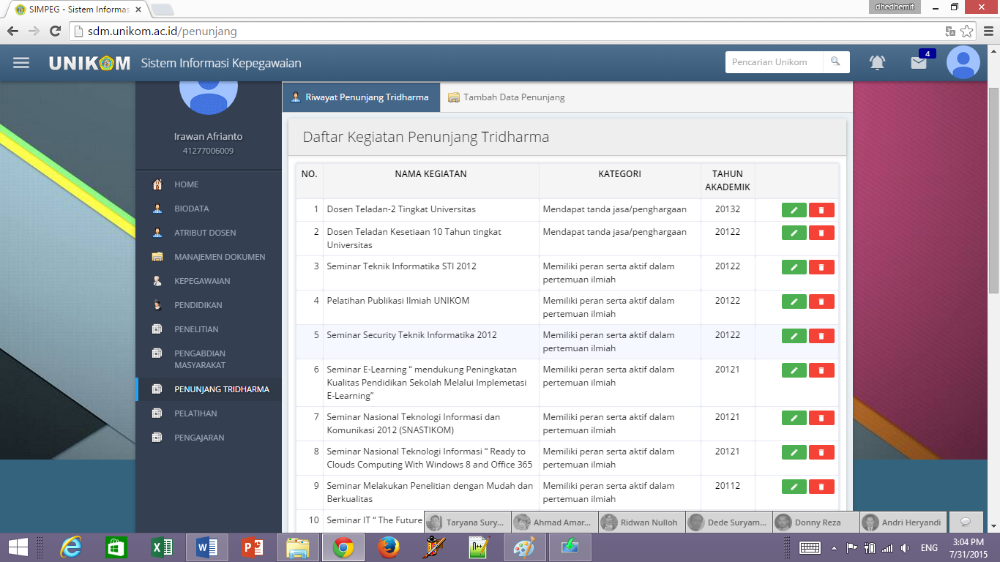 SIMPEG - Sistem Informas
dhedhemit
sdm.unikom.ac.id/penunjang
UNIKOM Sistem Informasi Kepegawaian
Pencarian Unikom
4
Irawan Afrianto
41277006009
HOME
BIODATA
ATRIBUT DOSEN
MANAJEMEN DOKUMEN
KEPEGAWAIAN
PENDIDIKAN
PENELITIAN
PENGABDIAN
MASYARAKAT
PENUNJANG TRIDHARMA
PELATIHAN
PENGAJARAN
Riwayat Penunjang Tridharma
Tambah Data Penunjang
Daftar Kegiatan Penunjang Tridharma
NO. NAMA KEGIATAN KATEGORI TAHUN
AKADEMIK
1 Dosen Teladan-2 Tingkat Universitas Mendapat tanda jasa/penghargaan 20132
2 Dosen Teladan Kesetiaan 10 Tahun tingkat Mendapat tanda jasa/penghargaan 20122
Universitas
3 Seminar Teknik Informatika STI 2012 Memiliki peran serta aktif dalam 20122
pertemuan ilmiah
4 Pelatihan Publikasi Ilmiah UNIKOM Memiliki peran serta aktif dalam 20122
pertemuan ilmiah
5 Seminar Security Teknik Informatika 2012 Memiliki peran serta aktif dalam 20122
pertemuan ilmiah
6 Seminar E-Learning “ mendukung Peningkatan Memiliki peran serta aktif dalam 20121
Kualitas Pendidikan Sekolah Melalui Implemetasi pertemuan ilmiah
E-Learning”
7 Seminar Nasional Teknologi Informasi dan Memiliki peran serta aktif dalam 20121
Komunikasi 2012 (SNASTIKOM) pertemuan ilmiah
8 Seminar Nasional Teknologi Informasi “ Ready to Memiliki peran serta aktif dalam 20121
Clouds Computing With Windows 8 and Office 365 pertemuan ilmiah
9 Seminar Melakukan Penelitian dengan Mudah dan Memiliki peran serta aktif dalam 20112
Berkualitas pertemuan ilmiah
10 Seminar IT “ The Future
Taryana Sury... Ahmad Amar... Ridwan Nulloh Dede Suryam... Donny Reza Andri Heryandi
ENG
3:04 PM
7/31/2015